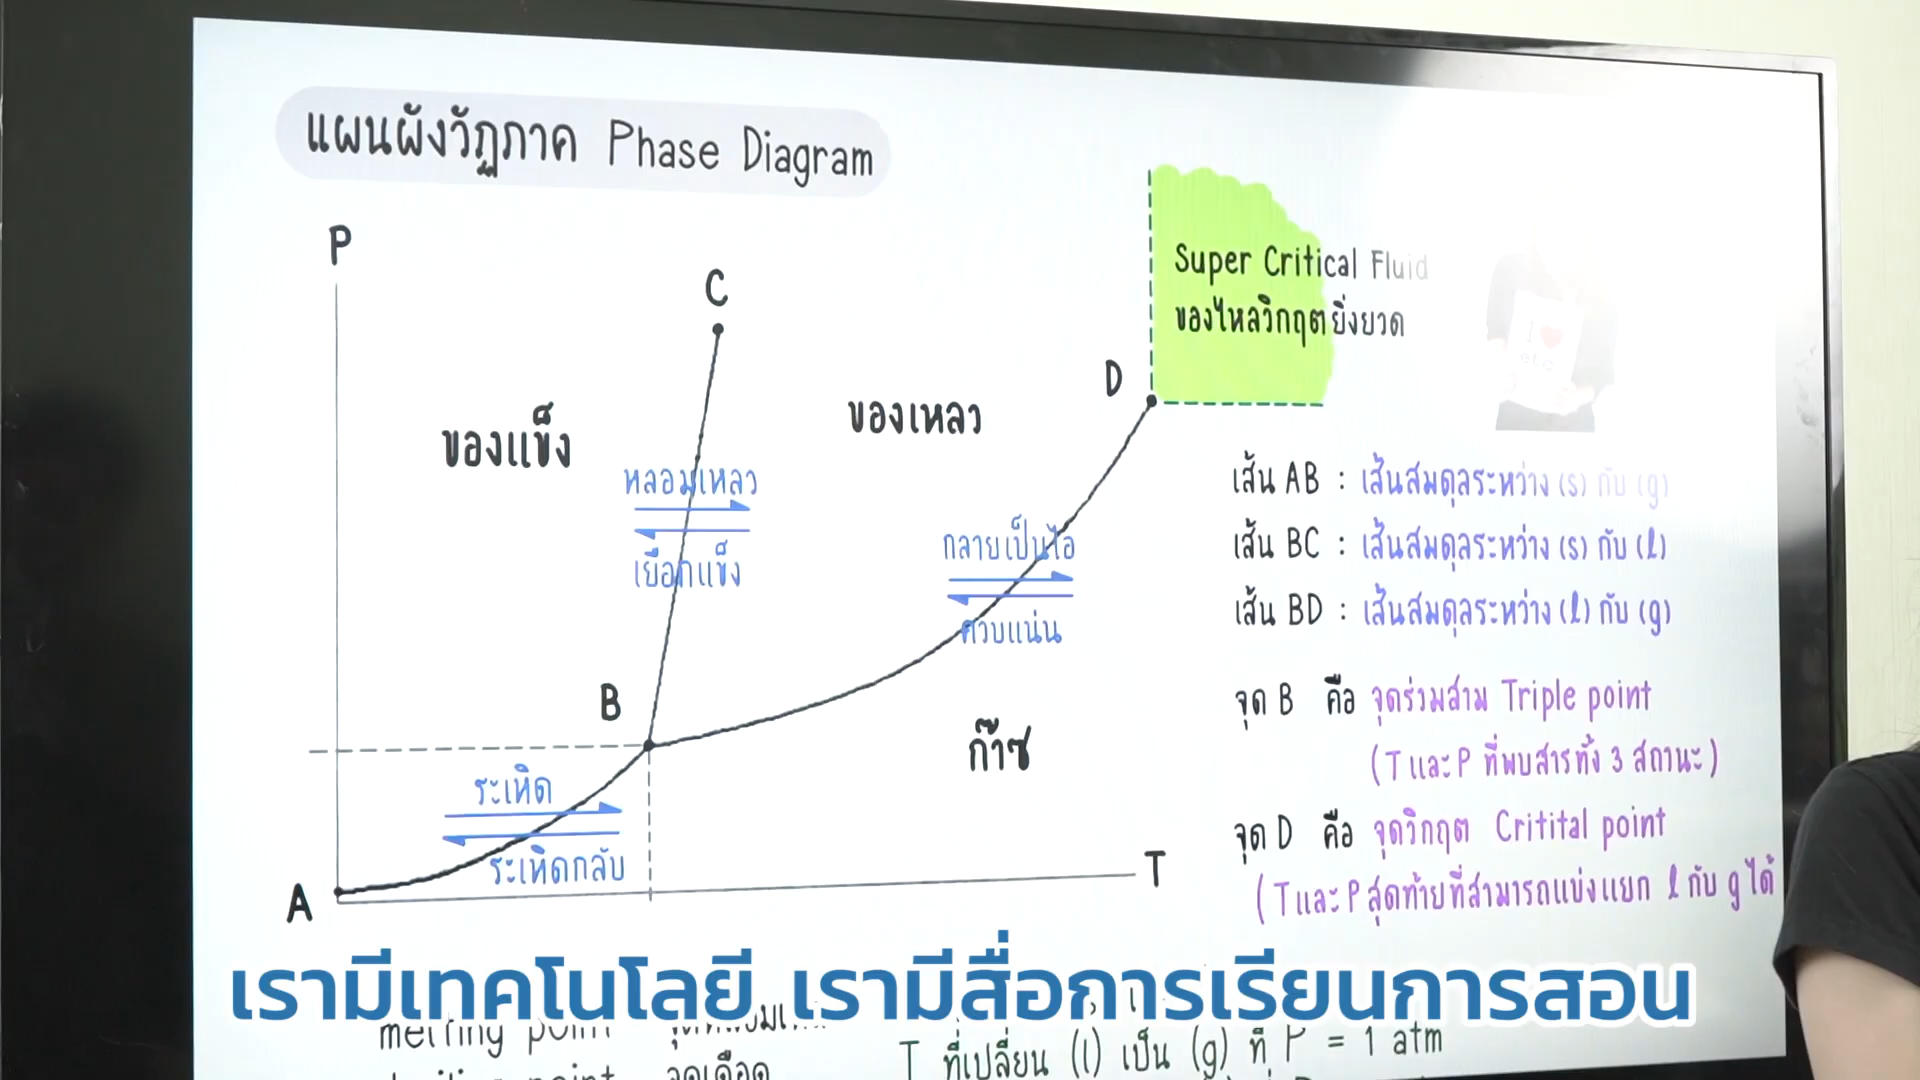 แผนผังวัฏภาค Phase Diagram
P
C
Super Critical Fluid
ของไหลวิกฤตยิ่งยวด
D
ของแข็ง
ของเหลว
หลอมเหลว
เยือกแข็ง
กลายเป็นไอ
ควบแน่น
I ❤
etc
เส้น AB : เส้นสมดุลระหว่าง (s) กับ (g)
เส้น BC : เส้นสมดุลระหว่าง (s) กับ (l)
เส้น BD : เส้นสมดุลระหว่าง (l) กับ (g)
B
ก๊าซ
จุด B คือ จุดร่วมสาม Triple point
(T และ P ที่พบสารทั้ง 3 สถานะ)
ระเหิด
ระเหิดกลับ
A
T
จุด D คือ จุดวิกฤต Critital point
(T และ P สุดท้ายที่สามารถแบ่งแยก l กับ g ได้
เรามีเทคโนโลยี เรามีสื่อการเรียนการสอน
melting point
T ที่เปลี่ยน (l) เป็น (g) ที่ P = 1 atm
point จุดเดือด